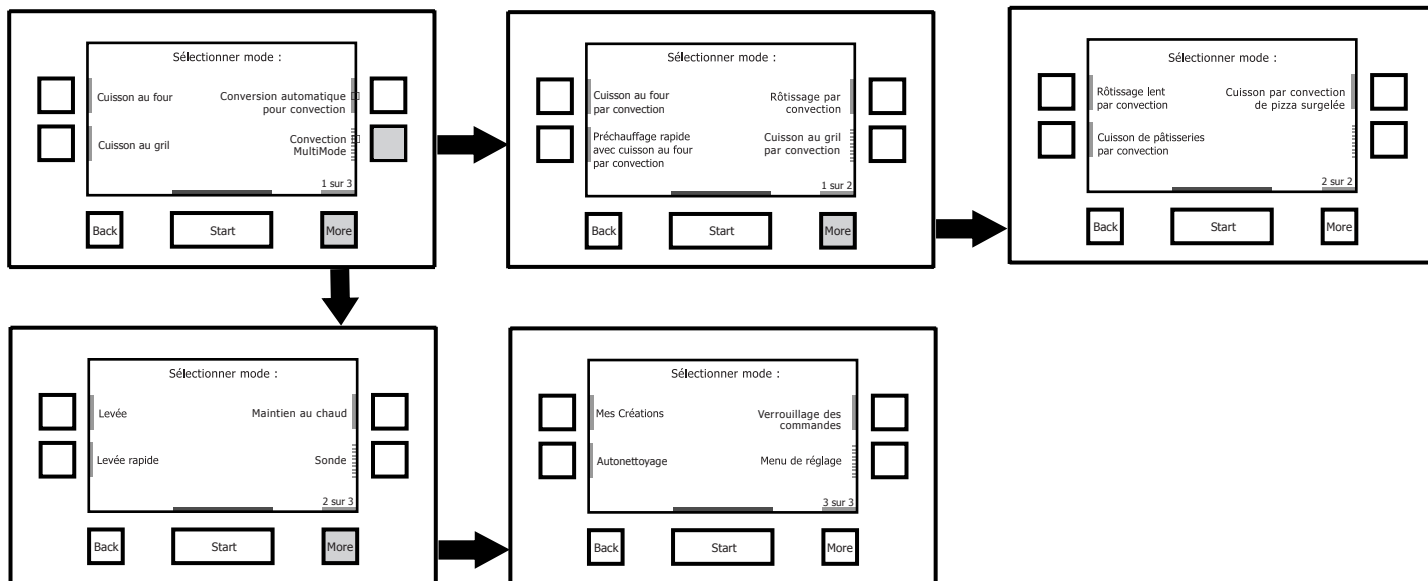 Sélectionner mode :
Cuisson au four
Conversion automatique
pour convection
Cuisson au gril
Convection
MultiMode
1 sur 3
Back
Start
More
Sélectionner mode :
Cuisson au four
par convection
Rôtissage par
convection
Préchauffage rapide
avec cuisson au four
par convection
Cuisson au gril
par convection
1 sur 2
Back
Start
More
Sélectionner mode :
Rôtissage lent
par convection
Cuisson par convection
de pizza surgelée
Cuisson de pâtisseries
par convection
2 sur 2
Back
Start
More
Sélectionner mode :
Levée
Maintien au chaud
Levée rapide
Sonde
2 sur 3
Back
Start
More
Sélectionner mode :
Mes Créations
Verrouillage des
commandes
Autonettoyage
Menu de réglage
3 sur 3
Back
Start
More